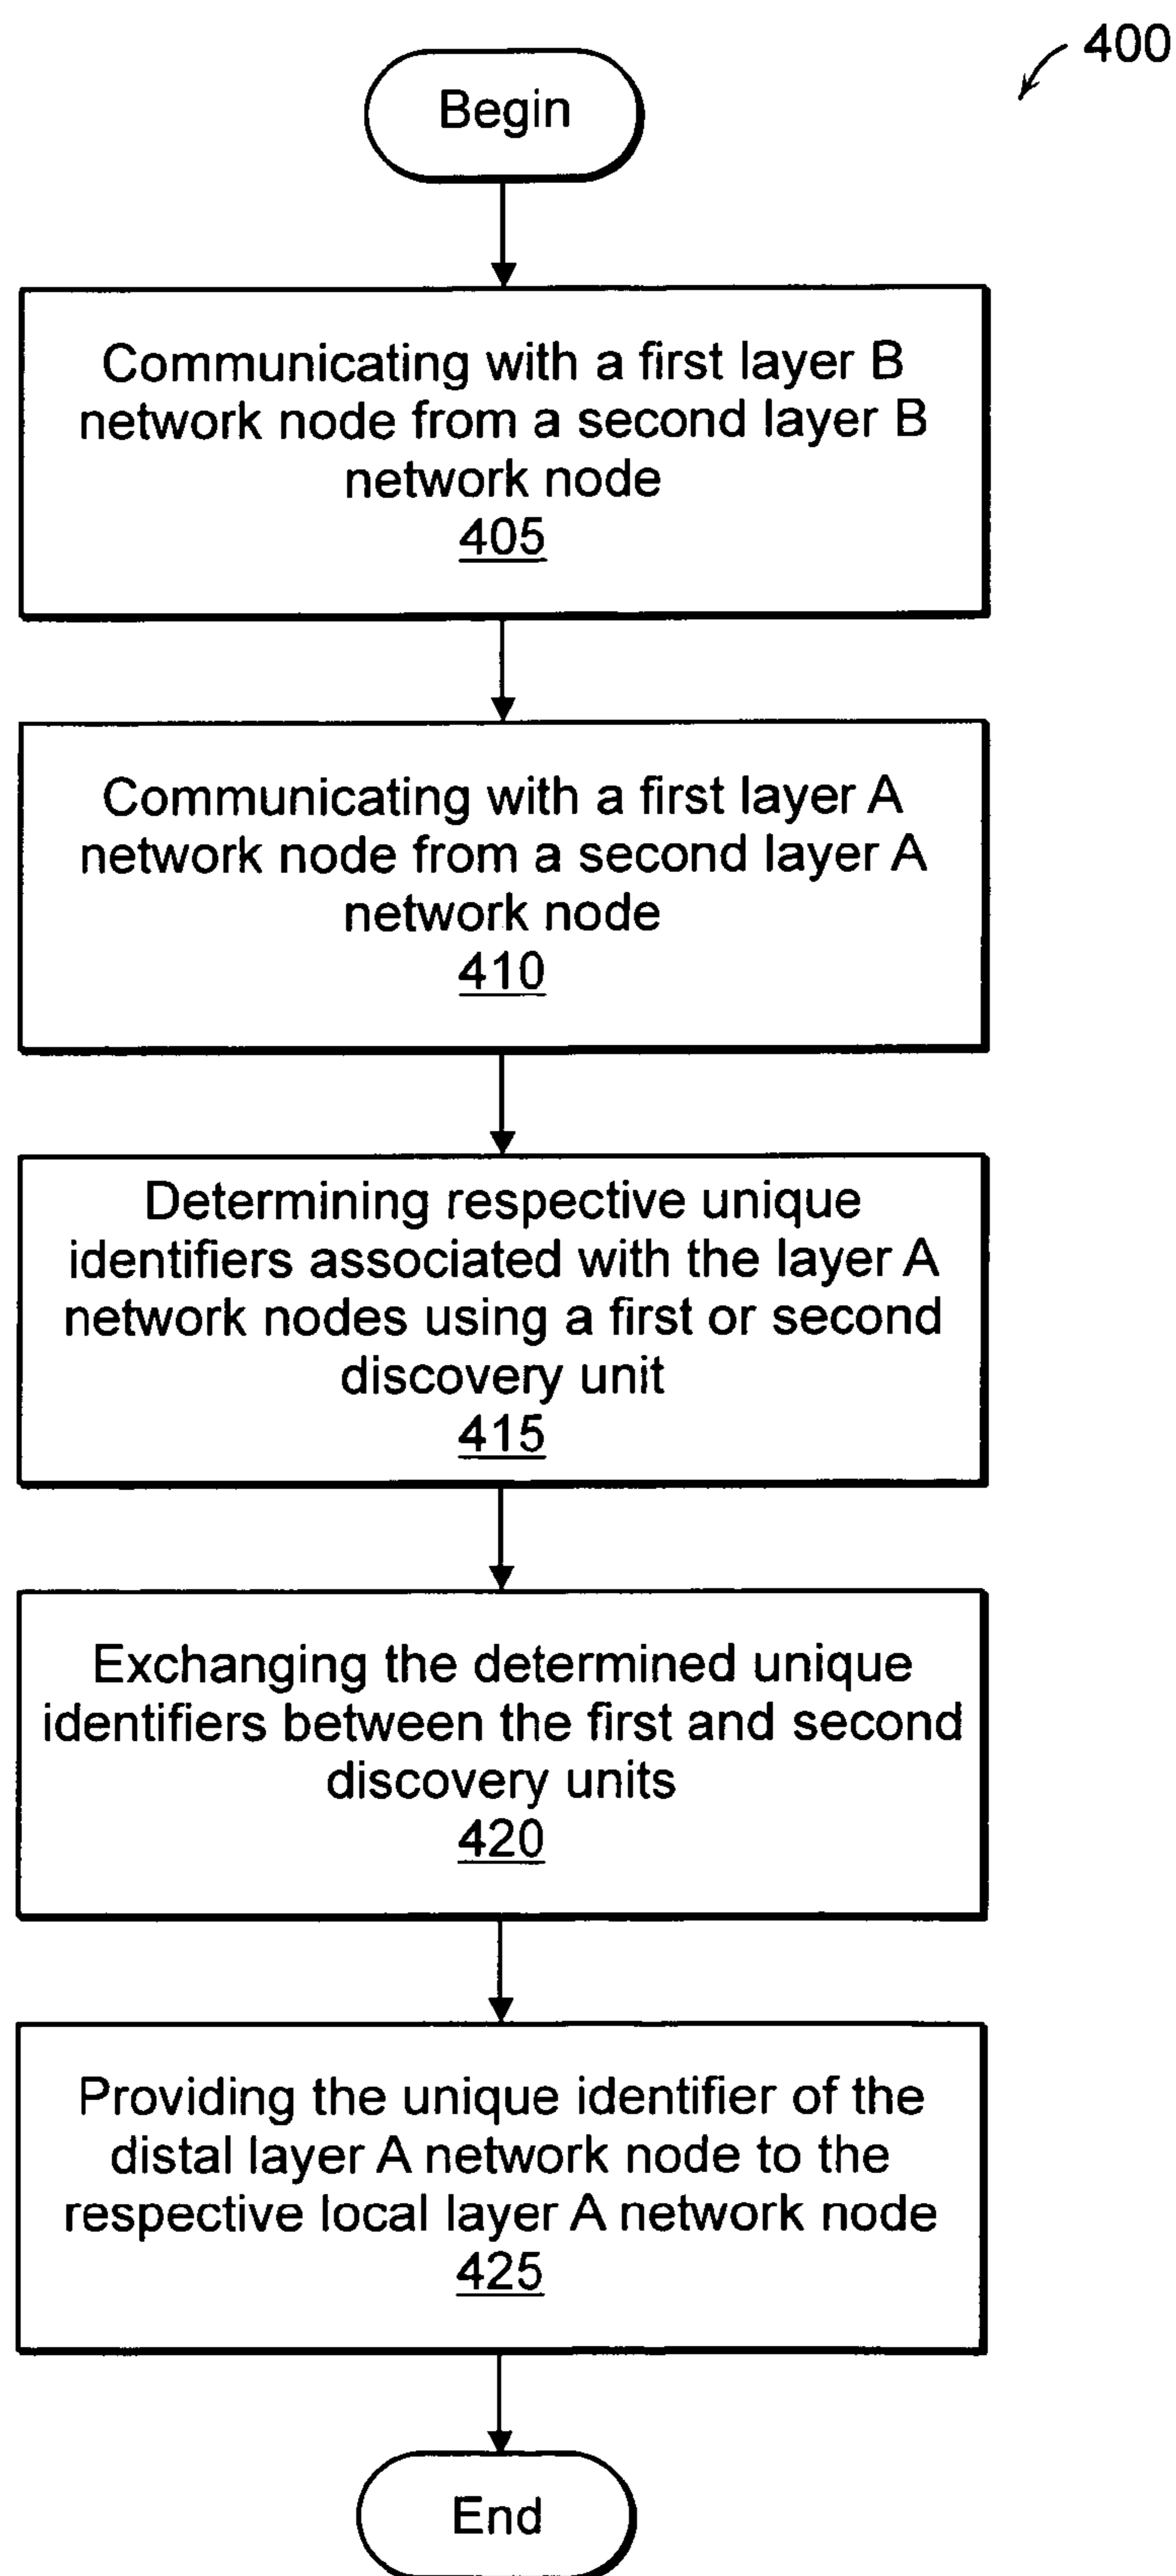 400
Begin
Communicating with a first layer B
network node from a second layer B
network node
405
Communicating with a first layer A
network node from a second layer A
network node
410
Determining respective unique
identifiers associated with the layer A
network nodes using a first or second
discovery unit
415
Exchanging the determined unique
identifiers between the first and second
discovery units
420
Providing the unique identifier of the
distal layer A network node to the
respective local layer A network node
425
End